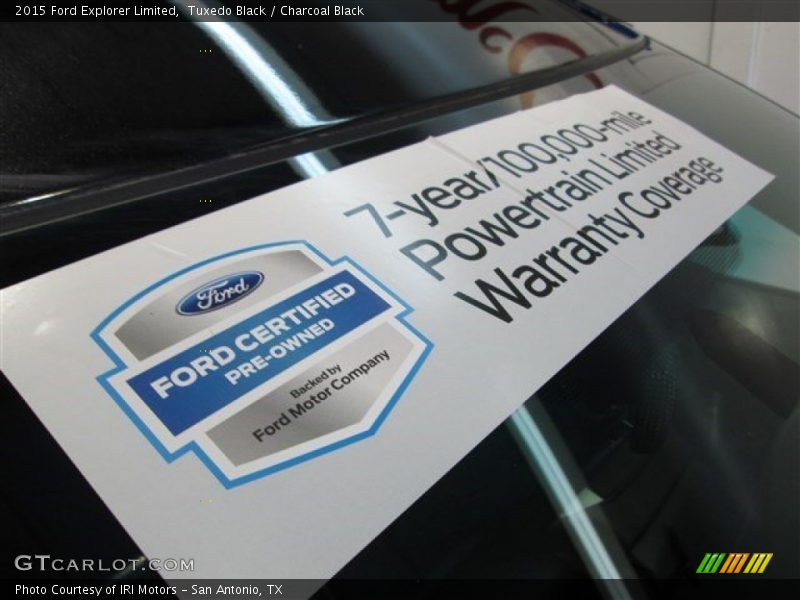 2015 Ford Explorer Limited, Tuxedo Black / Charcoal Black
7-year/100,000-mile
Powertrain Limited
Warranty Coverage
Ford
FORD CERTIFIED
PRE-OWNED
Backed by
Ford Motor Company
GTCARLOT.COM
Photo Courtesy of IRI Motors - San Antonio, TX